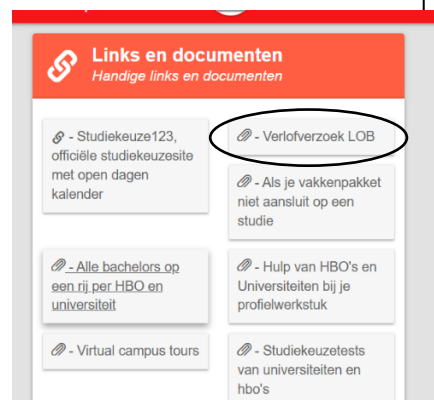 Links en documenten
Handige links en documenten
- Studiekeuze123,
officiële studiekeuzesite
met open dagen
kalender
- Verlofverzoek LOB
- Als je vakkenpakket
niet aansluit op een
studie
- Alle bachelors op
een rij per HBO en
universiteit
- Hulp van HBO's en
Universiteiten bij je
profielwerkstuk
- Virtual campus tours
- Studiekeuzetests
van universiteiten en
hbo's